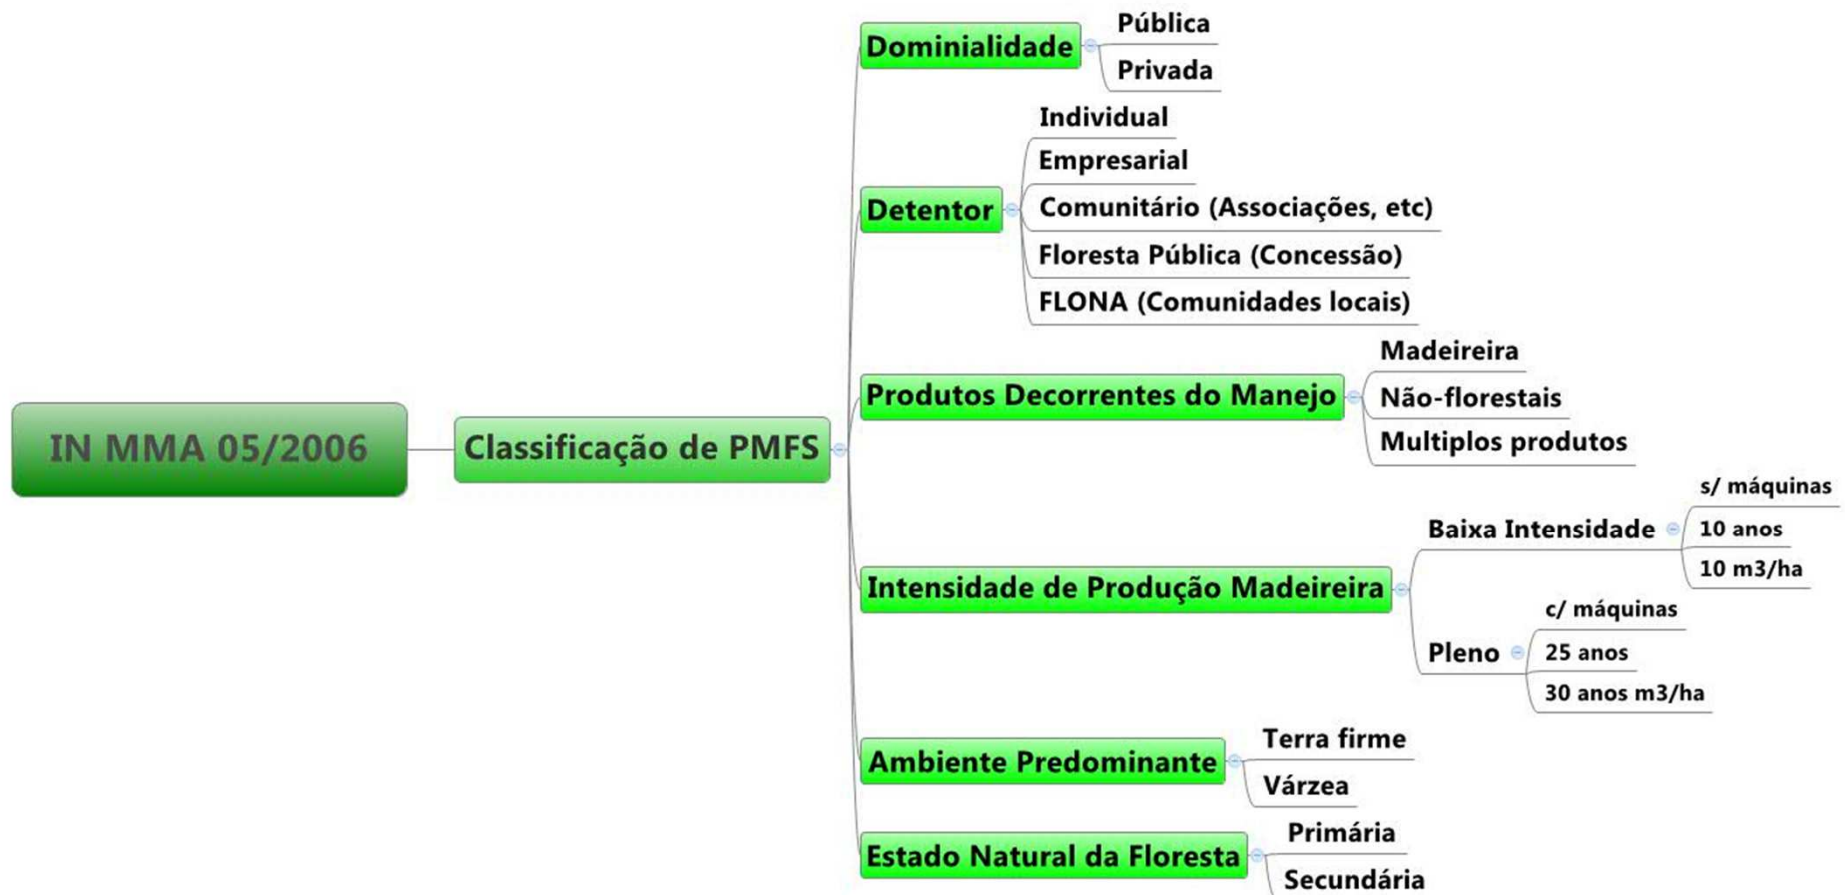 IN MMA 05/2006
Classificação de PMFS
Dominialidade
Pública
Privada
Detentor
Individual
Empresarial
Comunitário (Associações, etc)
Floresta Pública (Concessão)
FLONA (Comunidades locais)
Produtos Decorrentes do Manejo
Madeireira
Não-florestais
Multiplos produtos
Intensidade de Produção Madeireira
Baixa Intensidade
s/ máquinas
10 anos
10 m3/ha
Pleno
c/ máquinas
25 anos
30 anos m3/ha
Ambiente Predominante
Terra firme
Várzea
Estado Natural da Floresta
Primária
Secundária